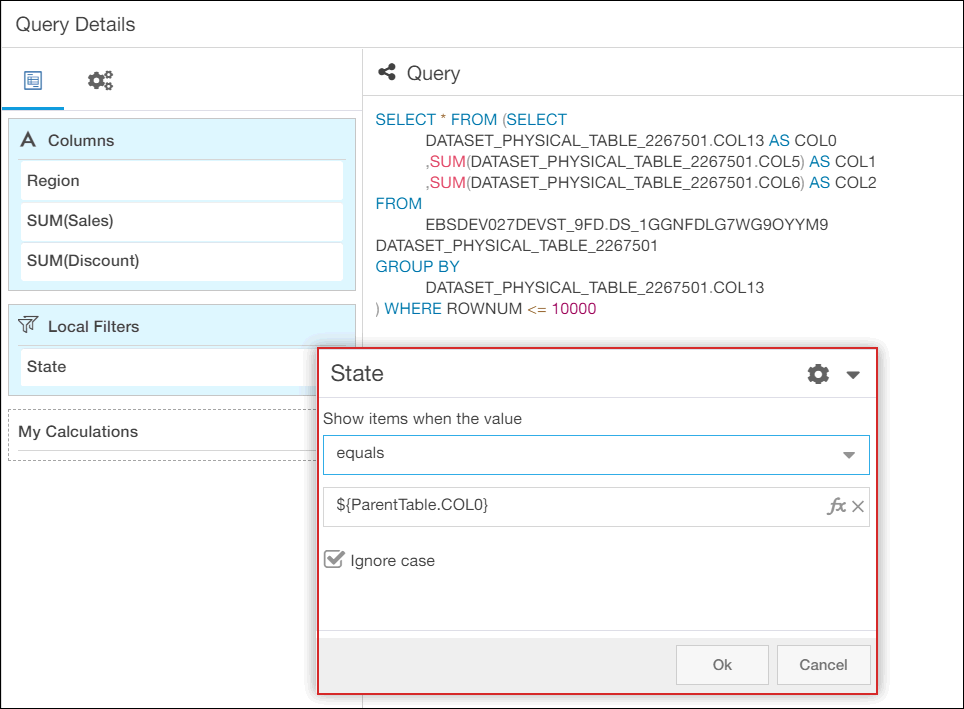 Query Details
Query
Columns
Region
SUM(Sales)
SUM(Discount)
Local Filters
State
My Calculations
SELECT * FROM (SELECT
DATASET_PHYSICAL_TABLE_2267501.COL13 AS COL0
,SUM(DATASET_PHYSICAL_TABLE_2267501.COL5) AS COL1
,SUM(DATASET_PHYSICAL_TABLE_2267501.COL6) AS COL2
FROM
EBSDEV027DEVST_9FD.DS_1GGNFDLG7WG9OYYM9
DATASET_PHYSICAL_TABLE_2267501
GROUP BY
DATASET_PHYSICAL_TABLE_2267501.COL13
) WHERE ROWNUM <= 10000
State
Show items when the value
equals
${ParentTable.COL0}
fx
Ignore case
Ok
Cancel